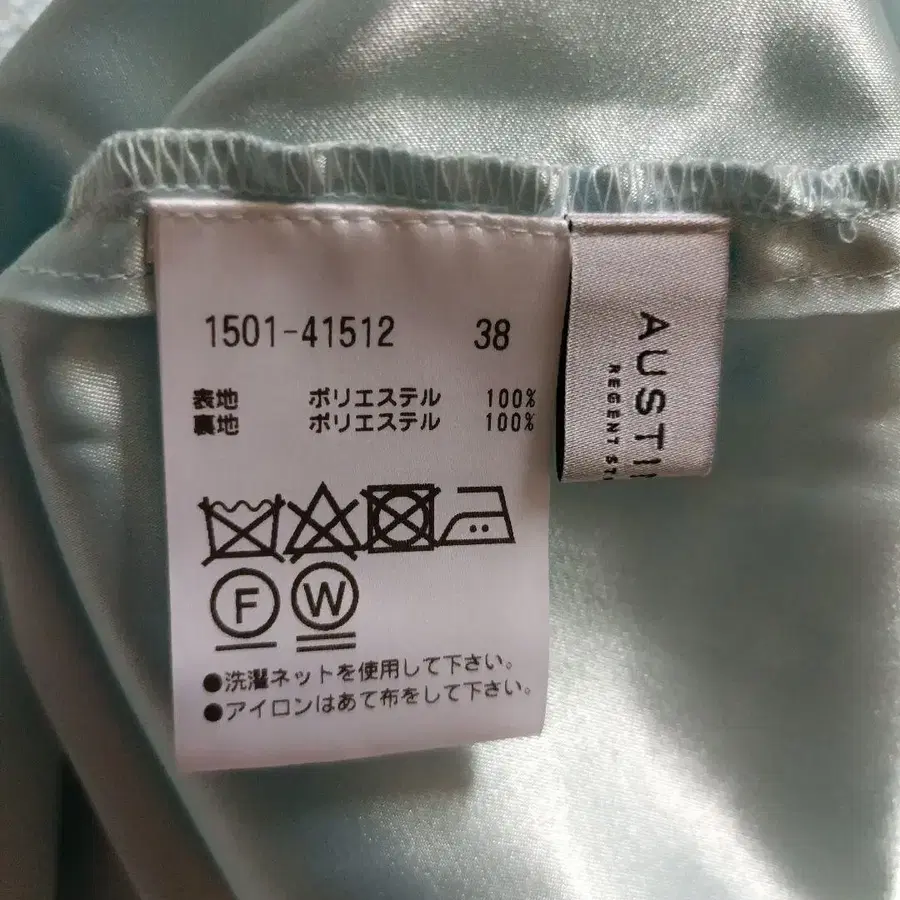 1501-41512 38
表地 ポリエステル 100%
裏地 ポリエステル 100%
F W
●洗濯ネットを使用して下さい。
●アイロンはあて布をして下さい。
AUSTI
REGENT ST